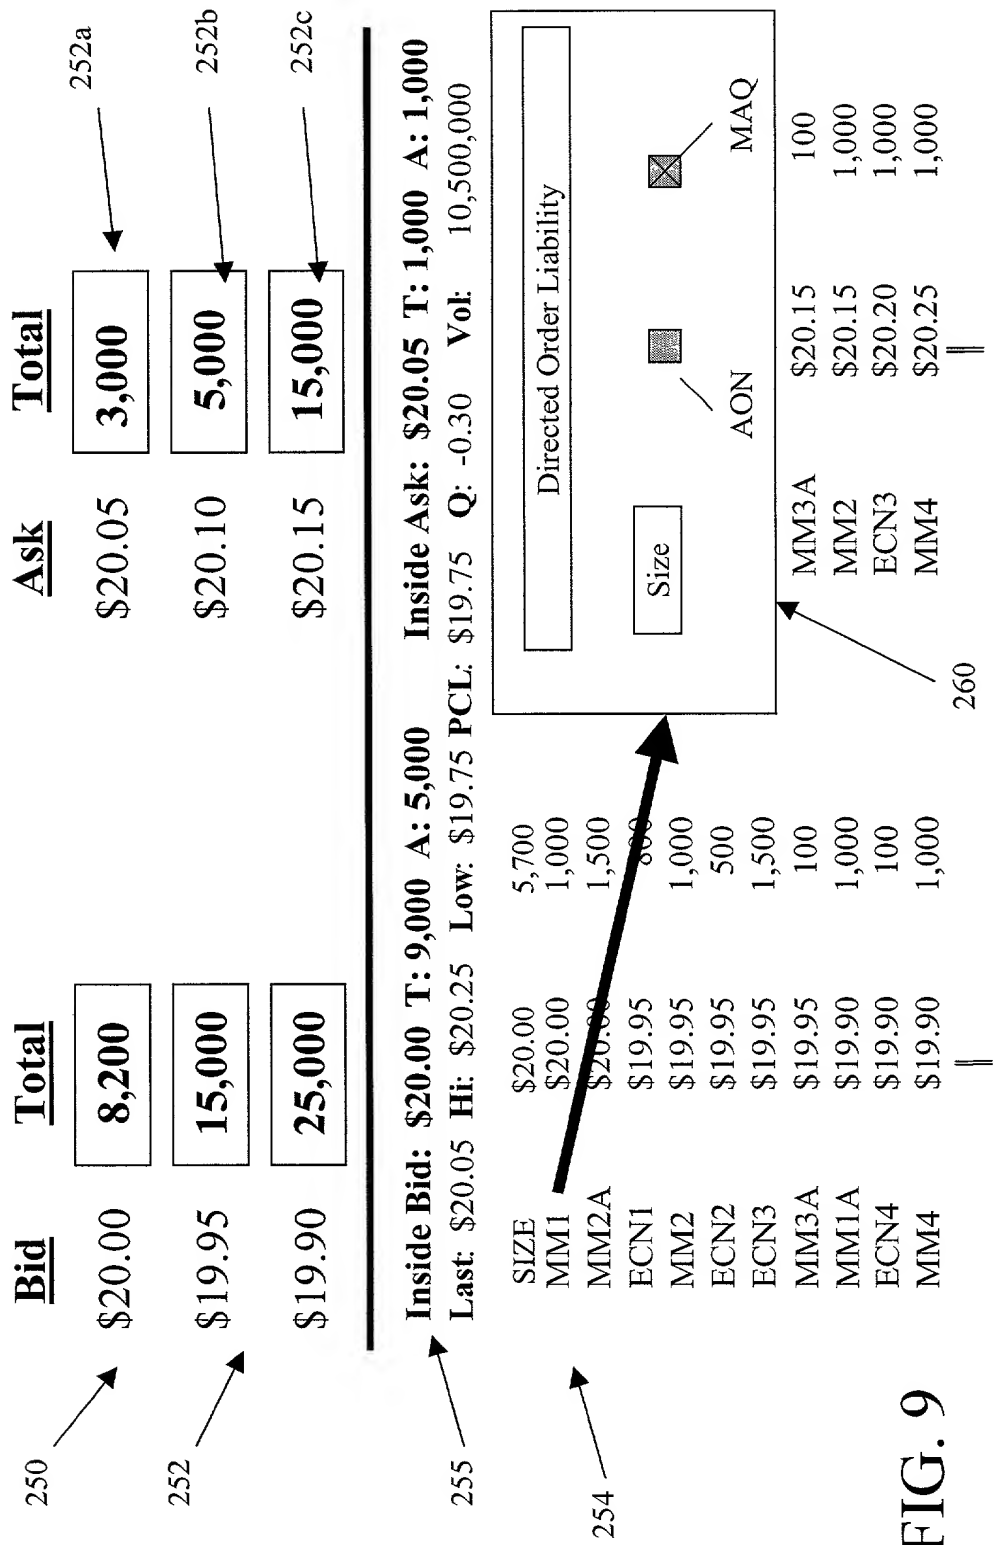 Bid Total Ask Total
$20.00 8,200 $20.05 3,000 252a
250
$19.95 15,000 $20.10 5,000 252b
252
$19.90 25,000 $20.15 15,000 252c
Inside Bid: $20.00 T: 9,000 A: 5,000 Inside Ask: $20.05 T: 1,000 A: 1,000
255
Last: $20.05 Hi: $20.25 Low: $19.75 PCL: $19.75 Q: -0.30 Vol: 10,500,000
SIZE $20.00 5,700
MM1 $20.00 1,000
MM2A $20.00 1,500
ECN1 $19.95 800
MM2 $19.95 1,000
ECN2 $19.95 500
ECN3 $19.95 1,500
MM3A $19.95 100
MM1A $19.90 1,000
ECN4 $19.90 100
MM4 $19.90 1,000
254
Directed Order Liability
Size
AON MAQ
MM3A $20.15 100
MM2 $20.15 1,000
ECN3 $20.20 1,000
MM4 $20.25 1,000
260
FIG. 9